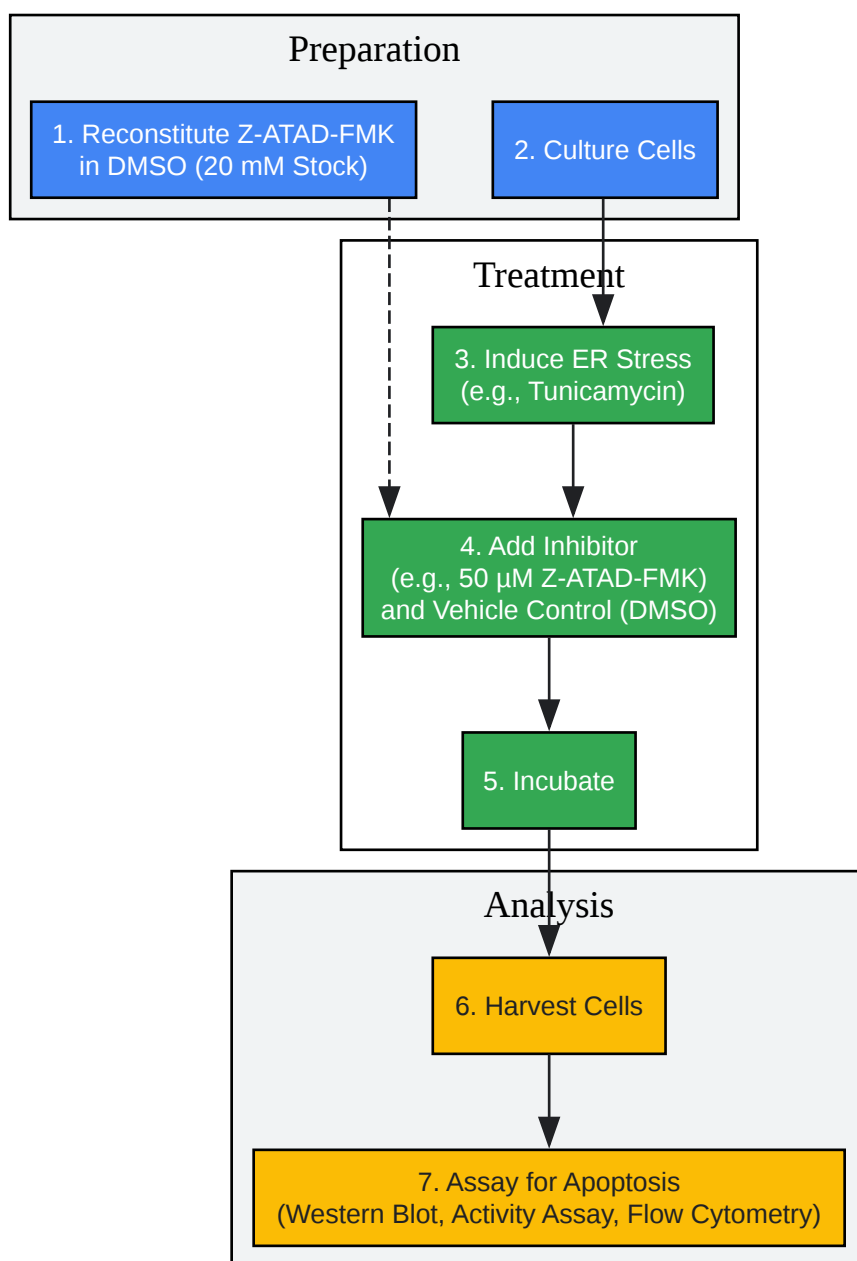 Preparation
1. Reconstitute Z-ATAD-FMK
in DMSO (20 mM Stock)
2. Culture Cells
Treatment
3. Induce ER Stress
(e.g., Tunicamycin)
4. Add Inhibitor
(e.g., 50 µM Z-ATAD-FMK)
and Vehicle Control (DMSO)
5. Incubate
Analysis
6. Harvest Cells
7. Assay for Apoptosis
(Western Blot, Activity Assay, Flow Cytometry)